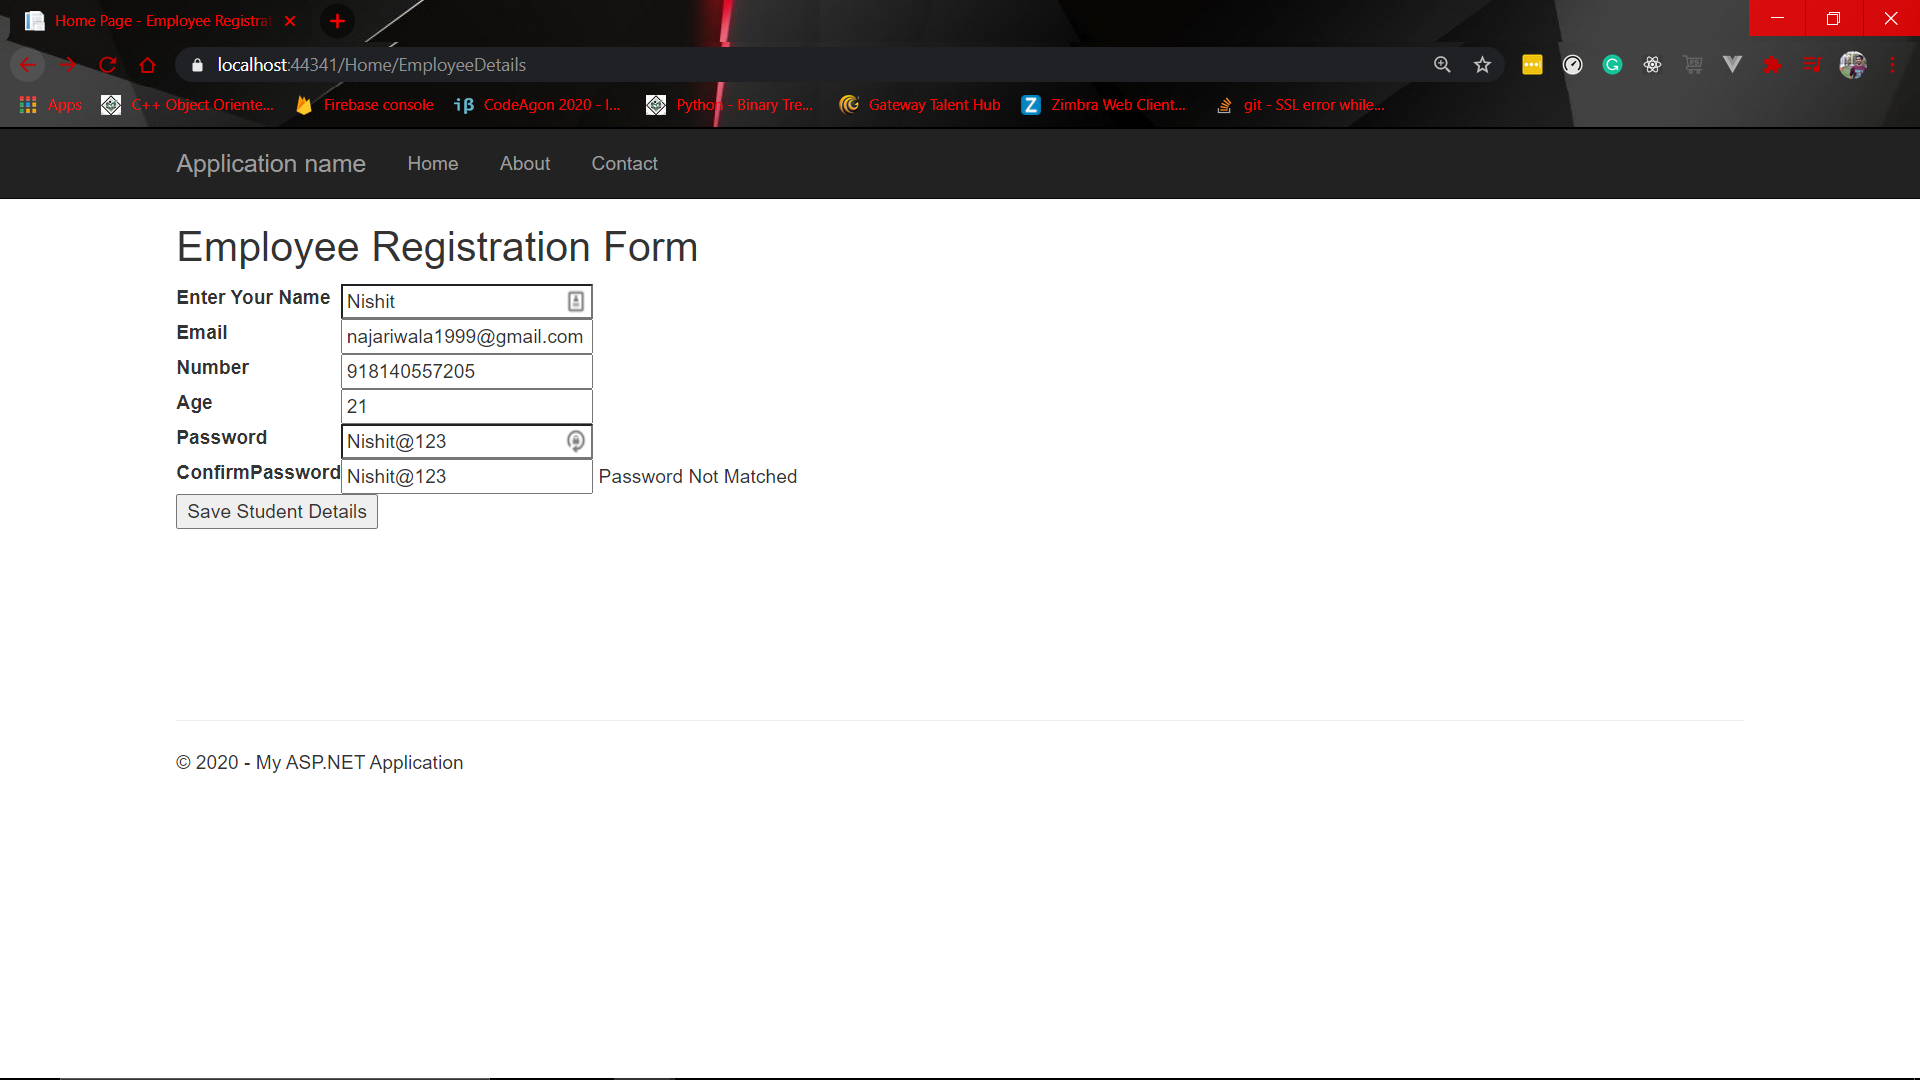 Home Page - Employee Registrat
localhost:44341/Home/EmployeeDetails
Apps C++ Object Oriente... Firebase console iβ CodeAgon 2020 - I... Python - Binary Tre... Gateway Talent Hub Z Zimbra Web Client... git - SSL error while...
Application name Home About Contact
Employee Registration Form
Enter Your Name Nishit
Email najariwala1999@gmail.com
Number 918140557205
Age 21
Password Nishit@123
ConfirmPassword Nishit@123 Password Not Matched
Save Student Details
© 2020 - My ASP.NET Application